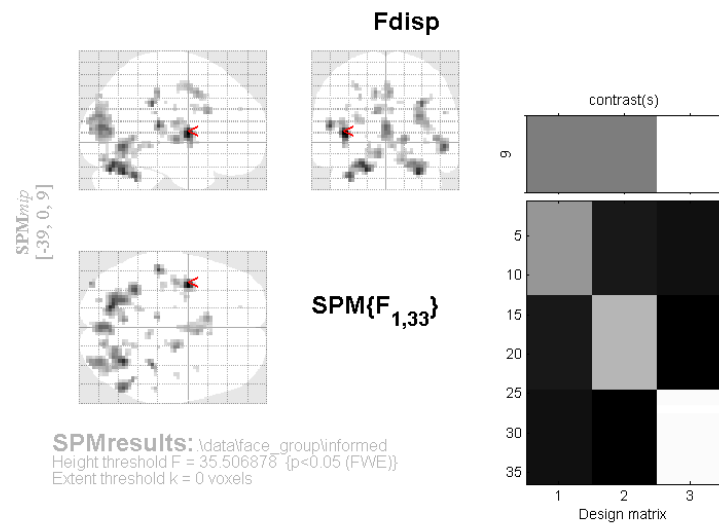 Fdisp
SPMmip
[-39, 0, 9]
<
<
<
SPM{F1,33}
SPMresults: .\data\face_group\informed
Height threshold F = 35.506878 {p<0.05 (FWE)}
Extent threshold k = 0 voxels
contrast(s)
9
5
10
15
20
25
30
35
1 2 3
Design matrix